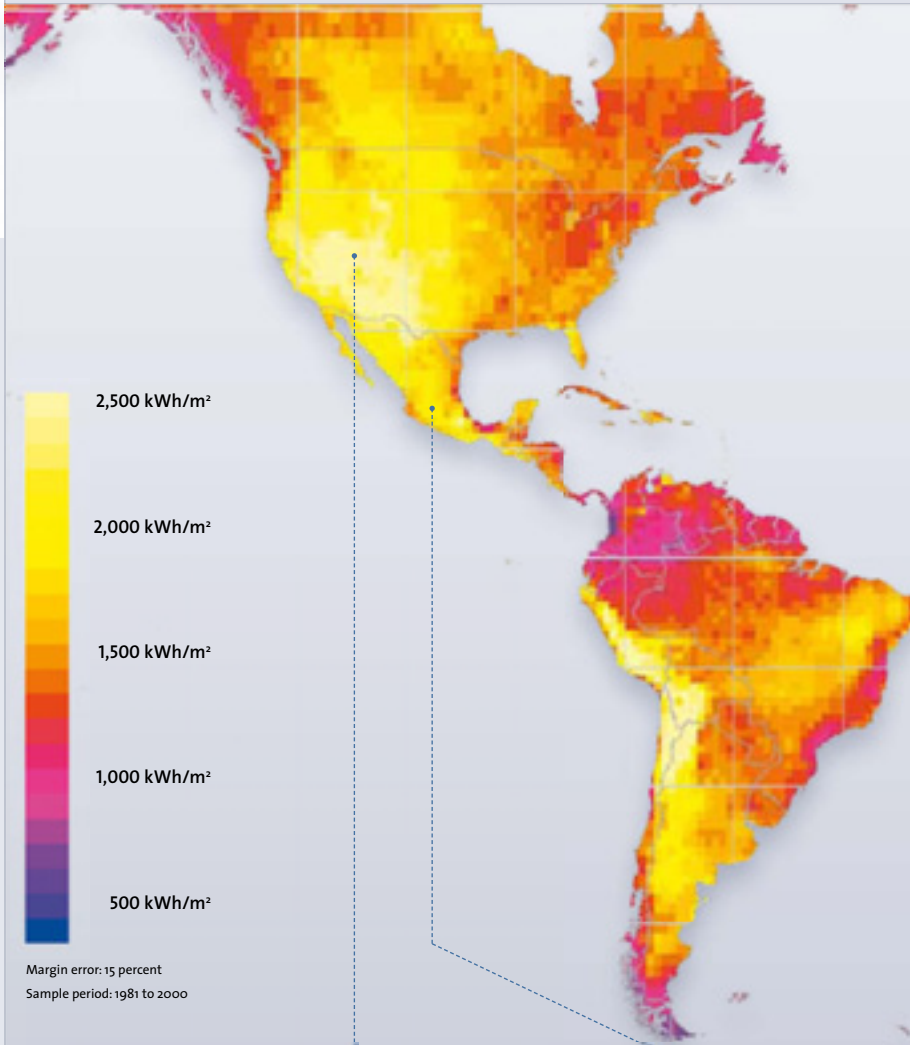 2,500 kWh/m²
2,000 kWh/m²
1,500 kWh/m²
1,000 kWh/m²
500 kWh/m²
Margin error: 15 percent
Sample period: 1981 to 2000